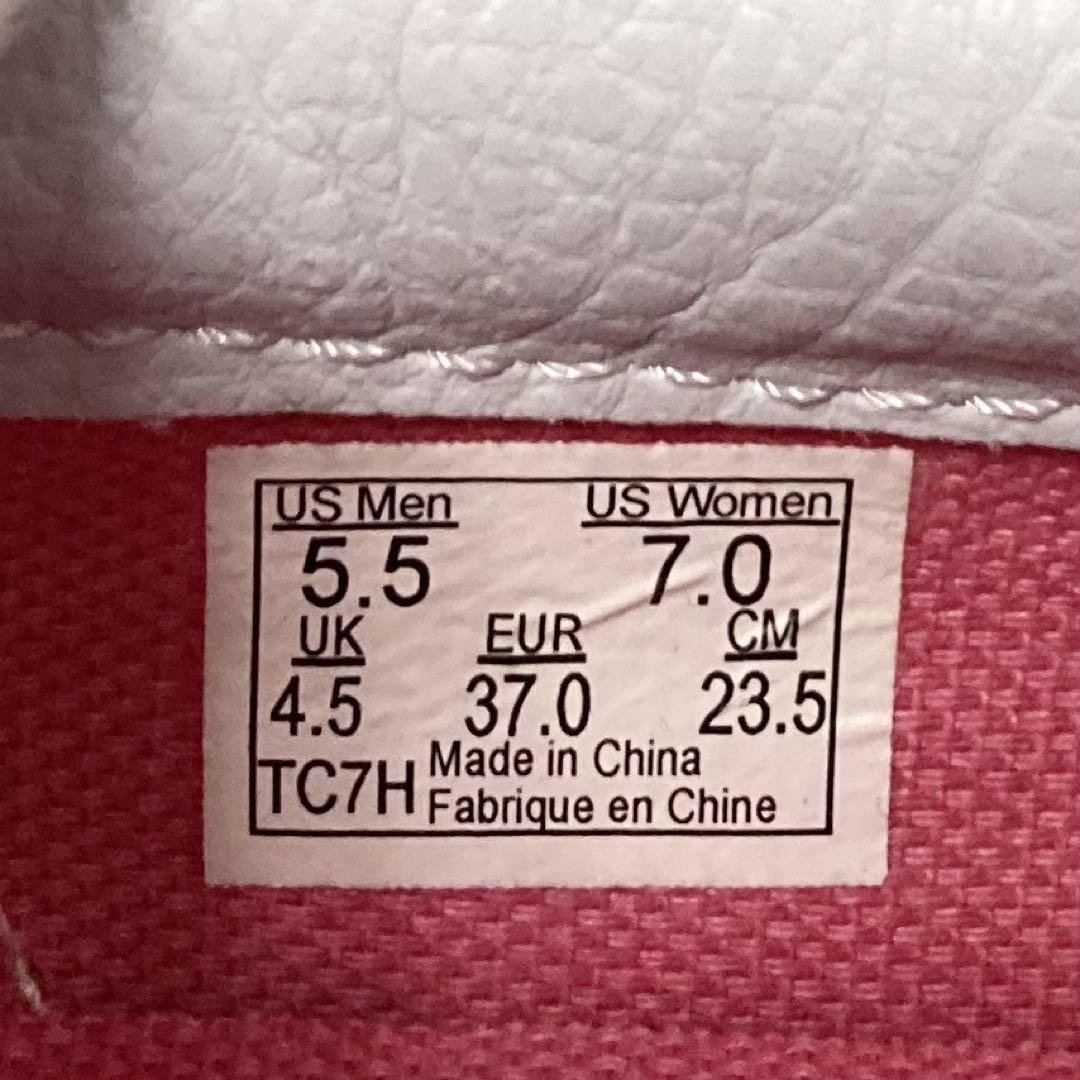 US Men US Women
5.5 7.0
UK EUR CM
4.5 37.0 23.5
TC7H Made in China
Fabrique en Chine